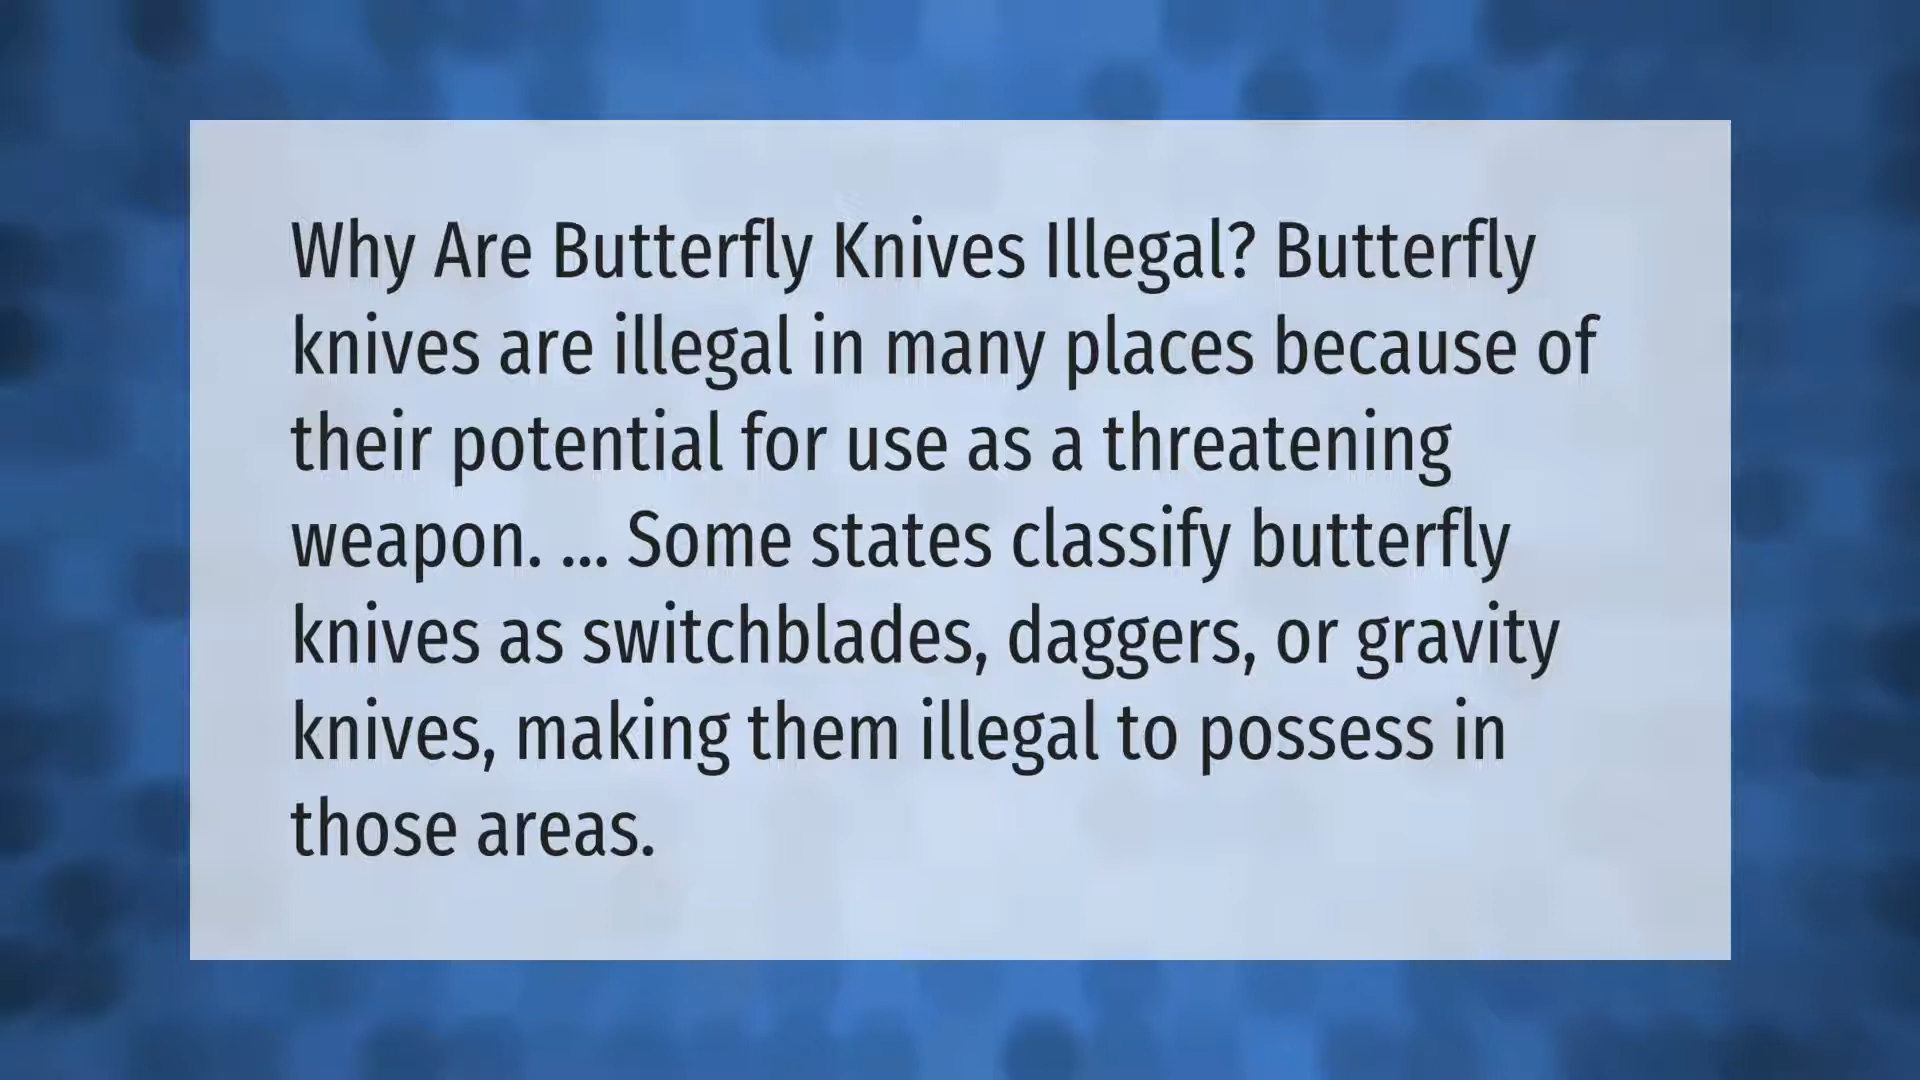 Why Are Butterfly Knives Illegal? Butterfly
knives are illegal in many places because of
their potential for use as a threatening
weapon. ... Some states classify butterfly
knives as switchblades, daggers, or gravity
knives, making them illegal to possess in
those areas.